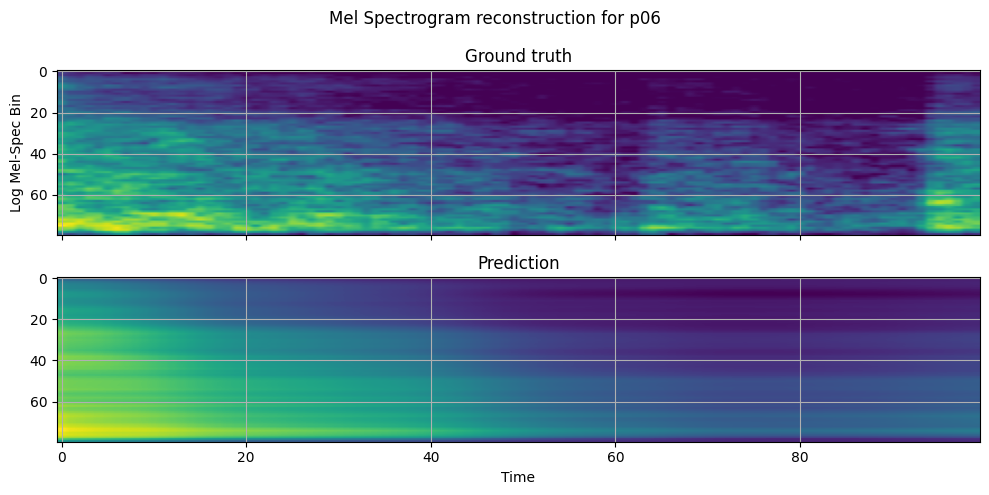 Mel Spectrogram reconstruction for p06
Ground truth
0
20
40
60
Log Mel-Spec Bin
Prediction
0
20
40
60
0 20 40 60 80
Time